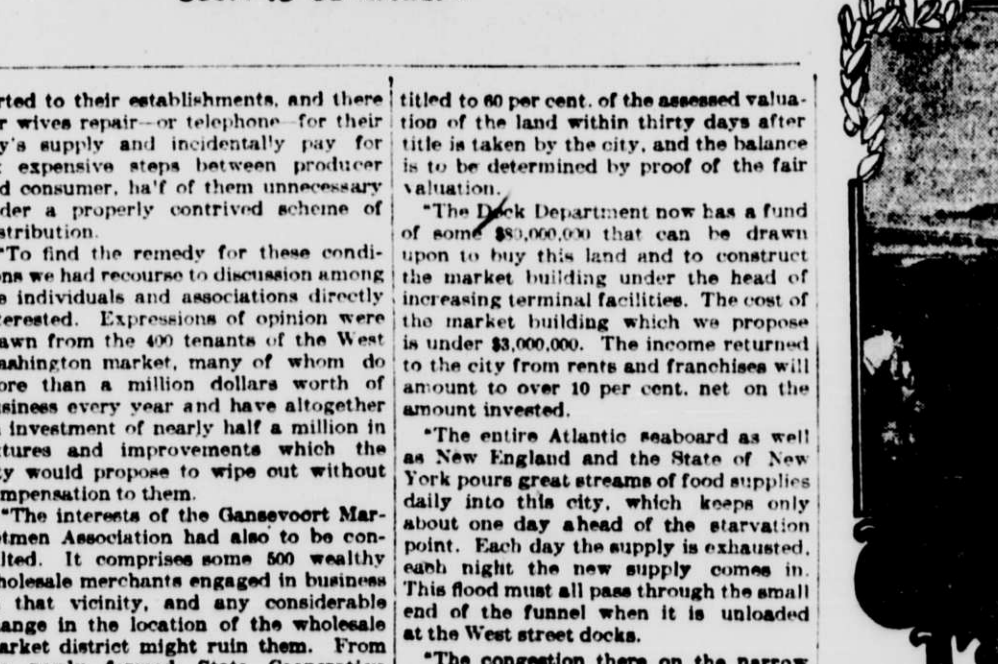 rted to their establishments, and there
r wives repair—or telephone—for their
y's supply and incidentally pay for
expensive steps between producer
d consumer, ha'f of them unnecessary
der a properly contrived scheme of
stribution.
"To find the remedy for these condi-
ons we had recourse to discussion among
e individuals and associations directly
terested. Expressions of opinion were
awn from the 400 tenants of the West
ashington market, many of whom do
ore than a million dollars worth of
siness every year and have altogether
investment of nearly half a million in
tures and improvements which the
ty would propose to wipe out without
mpensation to them.
"The interests of the Gansevoort Mar-
tmen Association had also to be con-
lted. It comprises some 500 wealthy
holesale merchants engaged in business
that vicinity, and any considerable
ange in the location of the wholesale
arket district might ruin them. From
titled to 60 per cent. of the assessed valua-
tion of the land within thirty days after
title is taken by the city, and the balance
is to be determined by proof of the fair
valuation.
"The Dock Department now has a fund
of some that can be drawn
upon to buy this land and to construct
the market building under the head of
increasing terminal facilities. The cost of
the market building which we propose
is under $3,000,000. The income returned
to the city from rents and franchises will
amount to over 10 per cent. net on the
amount invested.
"The entire Atlantic seaboard as well
as New England and the State of New
York pours great streams of food supplies
daily into this city, which keeps only
about one day ahead of the starvation
point. Each day the supply is exhausted,
each night the new supply comes in.
This flood must all pass through the small
end of the funnel when it is unloaded
at the West street docks.
"The congestion there on the narrow